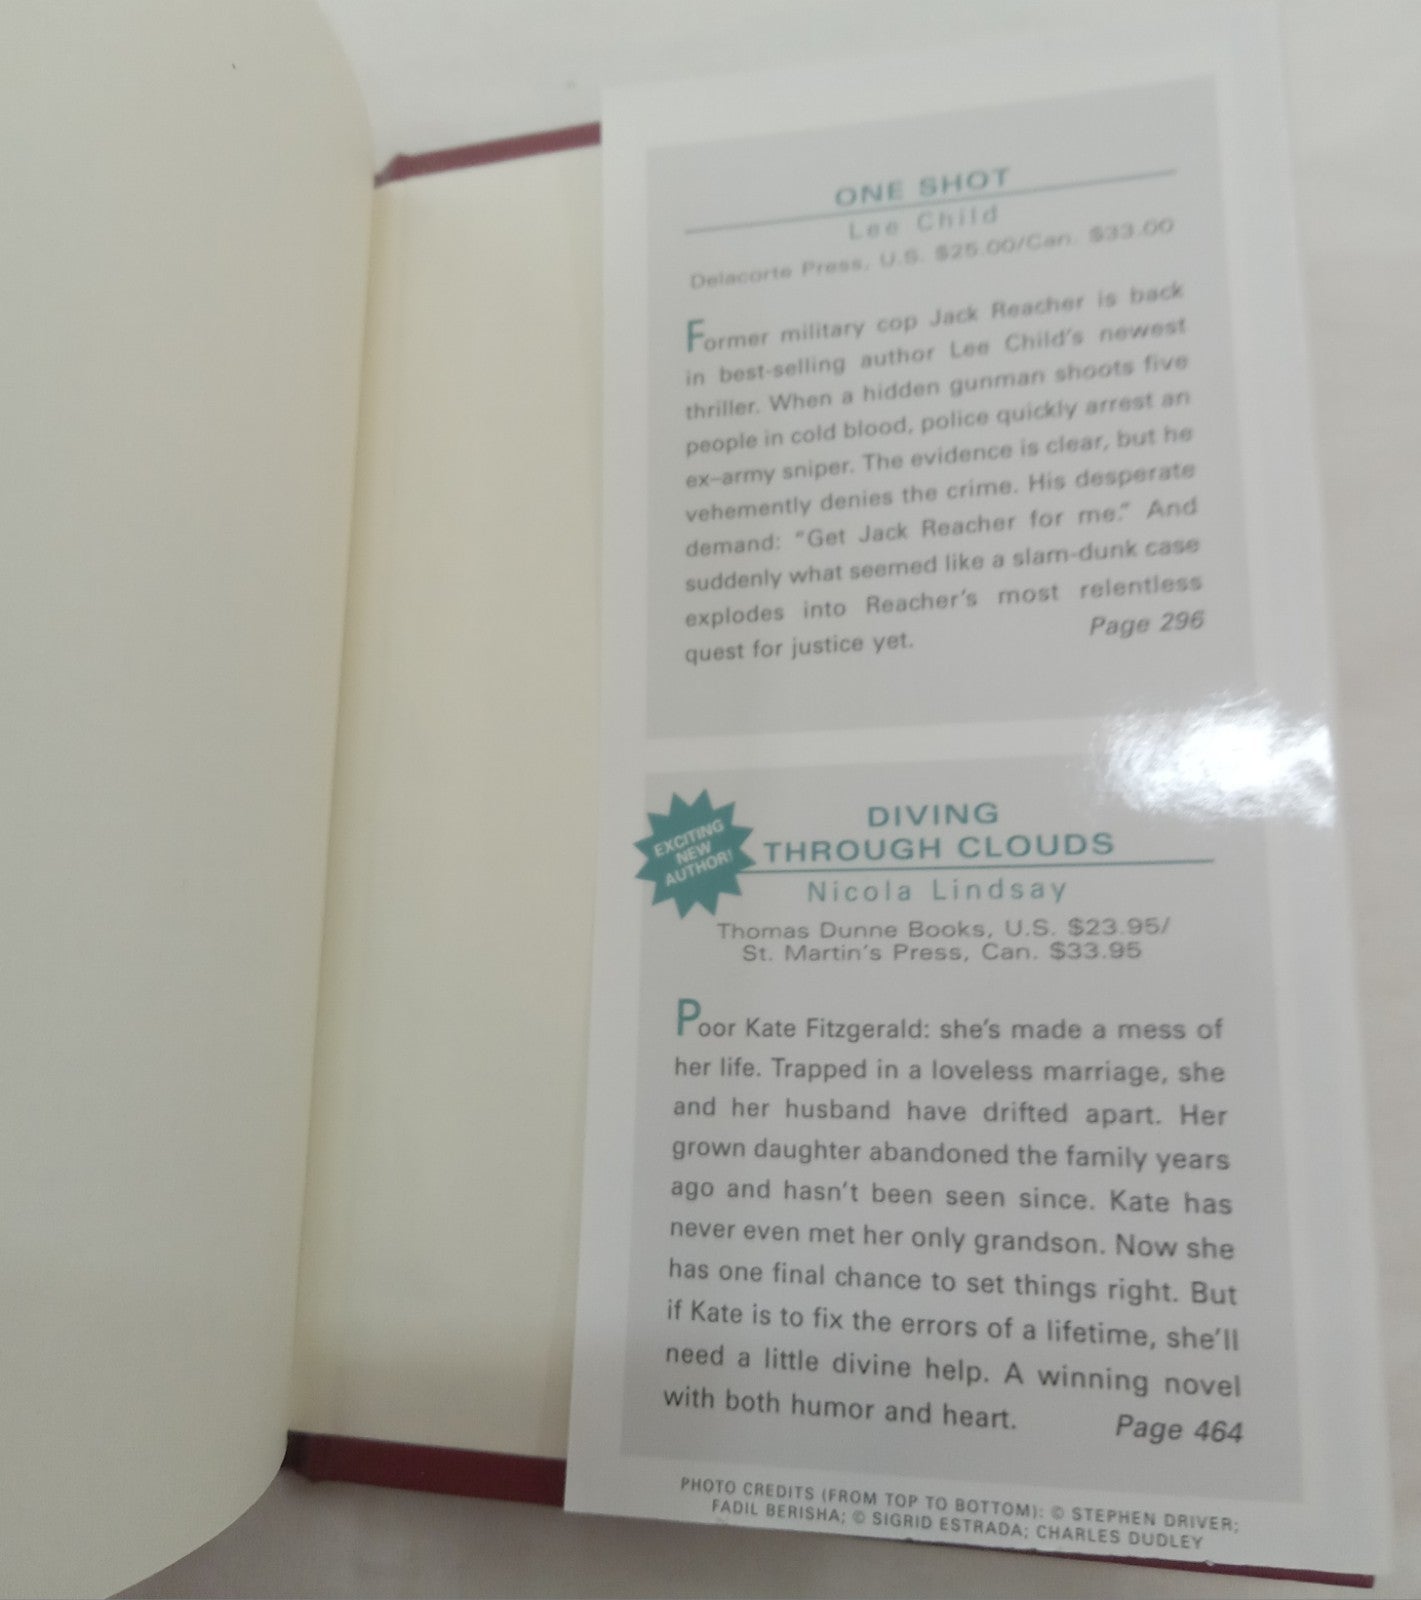 ONE SHOT
Lee Child
Delacorte Press, U.S. $25.00/Can. $33.00
Former military cop Jack Reacher is back
in best-selling author Lee Child's newest
thriller. When a hidden gunman shoots five
people in cold blood, police quickly arrest an
ex–army sniper. The evidence is clear, but he
vehemently denies the crime. His desperate
demand: "Get Jack Reacher for me." And
suddenly what seemed like a slam-dunk case
explodes into Reacher's most relentless
quest for justice yet. Page 296
EXCITING
NEW
AUTHOR!
DIVING
THROUGH CLOUDS
Nicola Lindsay
Thomas Dunne Books, U.S. $23.95/
St. Martin's Press, Can. $33.95
Poor Kate Fitzgerald: she's made a mess of
her life. Trapped in a loveless marriage, she
and her husband have drifted apart. Her
grown daughter abandoned the family years
ago and hasn't been seen since. Kate has
never even met her only grandson. Now she
has one final chance to set things right. But
if Kate is to fix the errors of a lifetime, she'll
need a little divine help. A winning novel
with both humor and heart. Page 464
PHOTO CREDITS (FROM TOP TO BOTTOM): © STEPHEN DRIVER;
FADIL BERISHA; © SIGRID ESTRADA; CHARLES DUDLEY